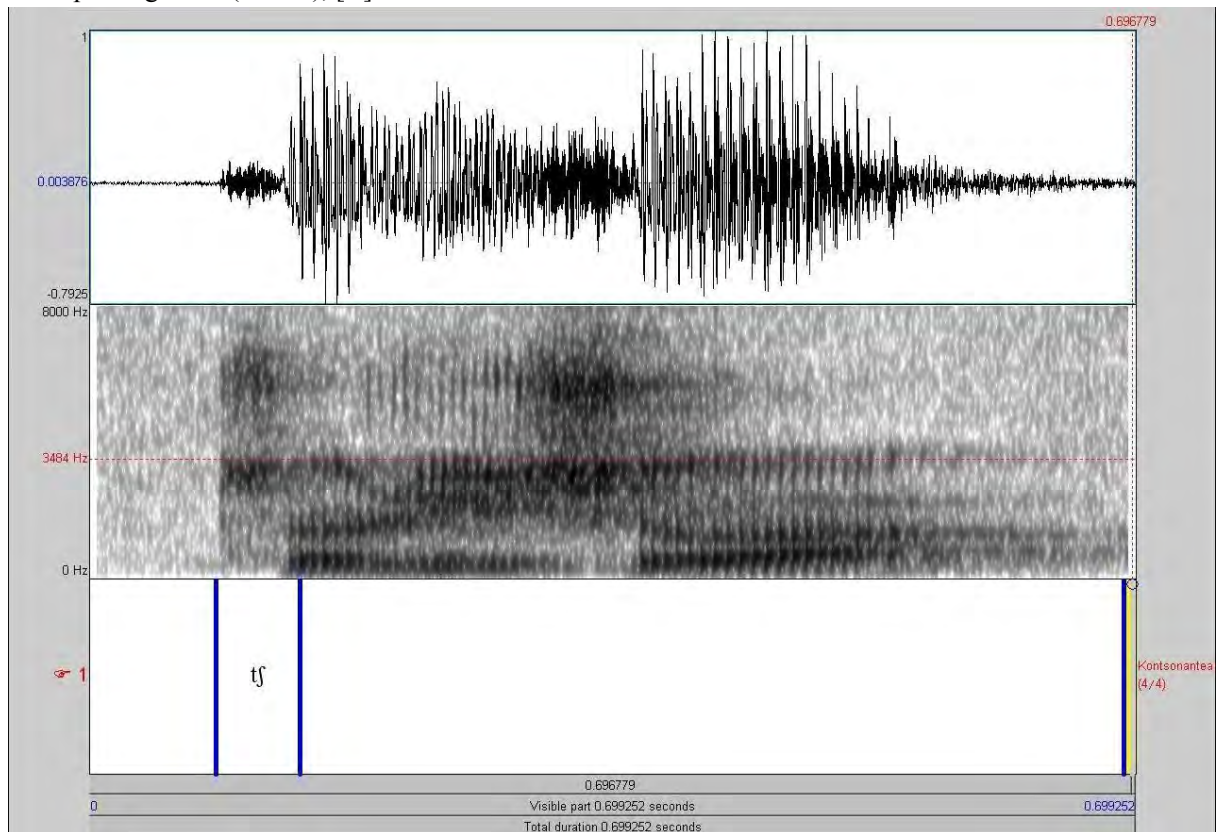 0.696779
1
0.003876
-0.7925
8000 Hz
3484 Hz
0 Hz
☞ 1
tʃ
Kontsonantea
(4/4)
0.696779
0
Visible part 0.699252 seconds
0.699252
Total duration 0.699252 seconds